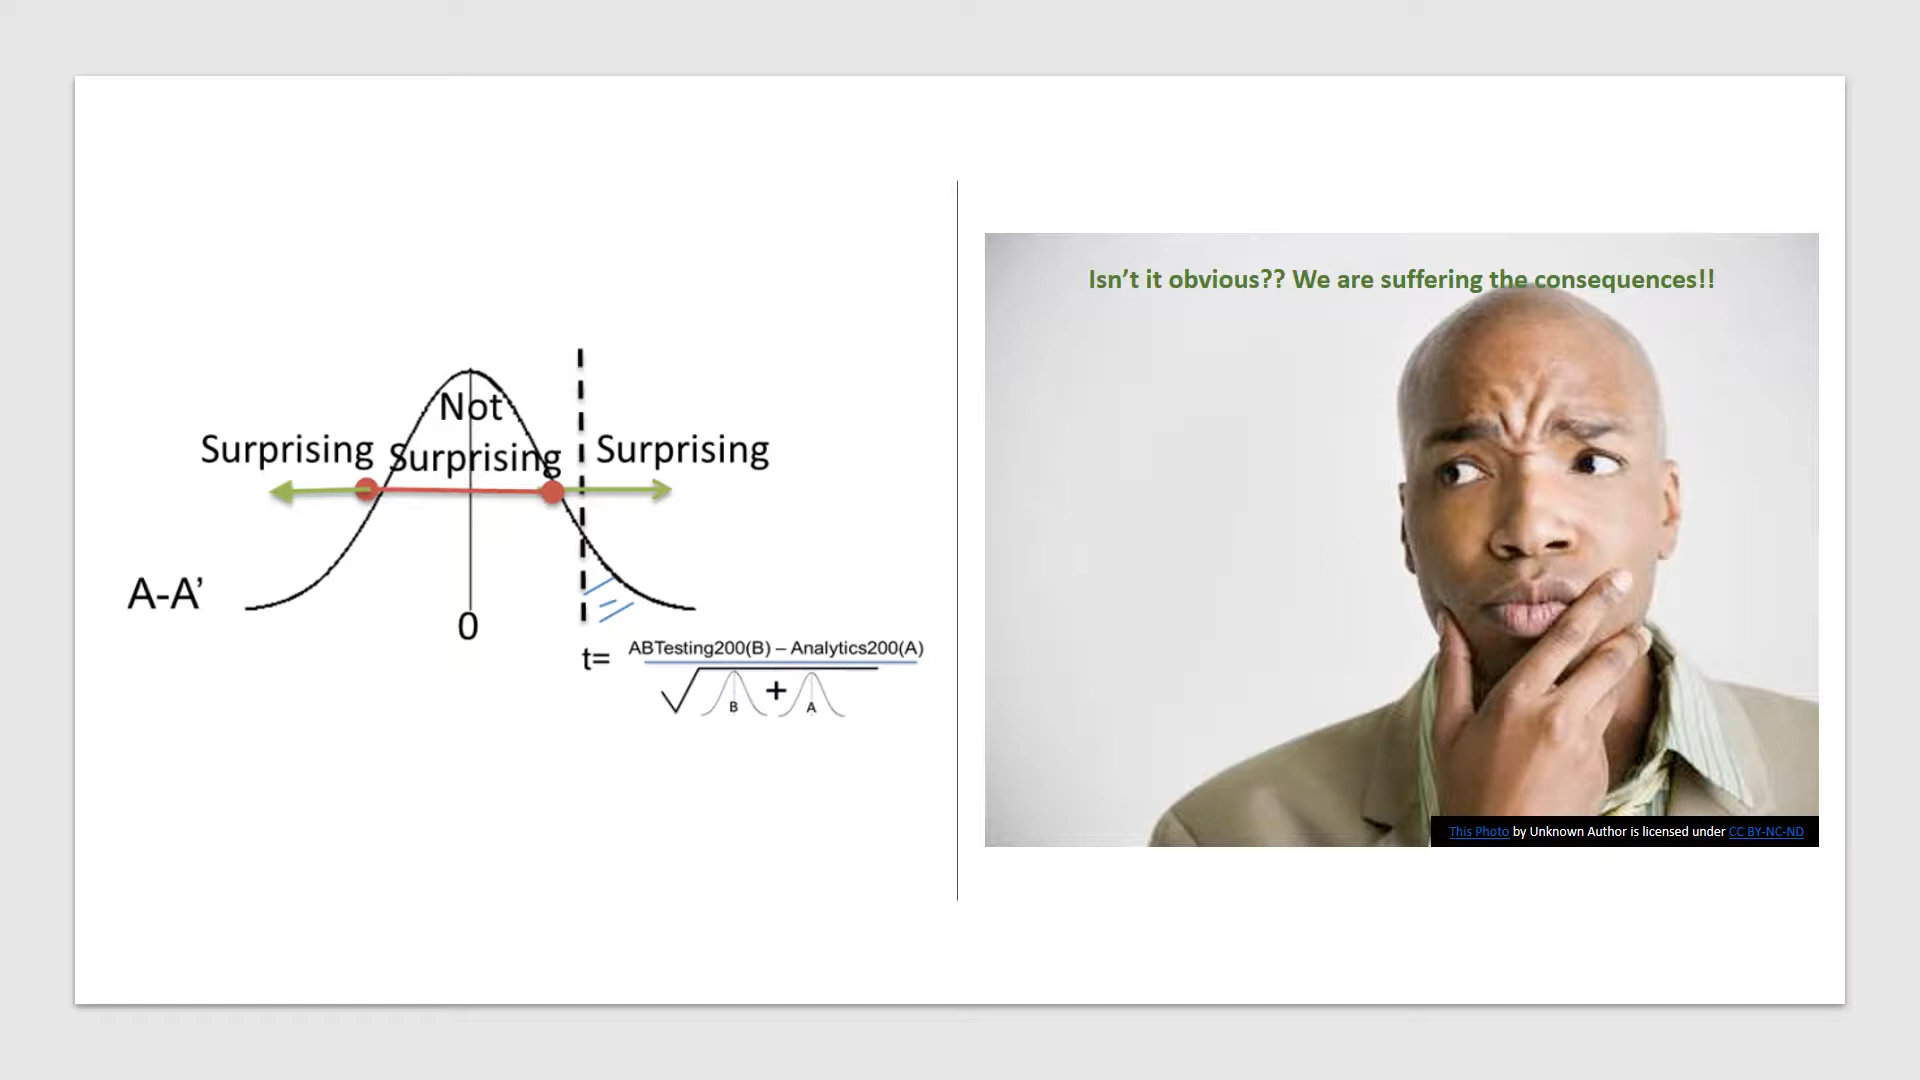 Not
Surprising
Surprising
Surprising
A-A’
0
t=
ABTesting200(B) – Analytics200(A)
√
B
+
A
Isn’t it obvious?? We are suffering the consequences!!
This Photo by Unknown Author is licensed under CC BY-NC-ND